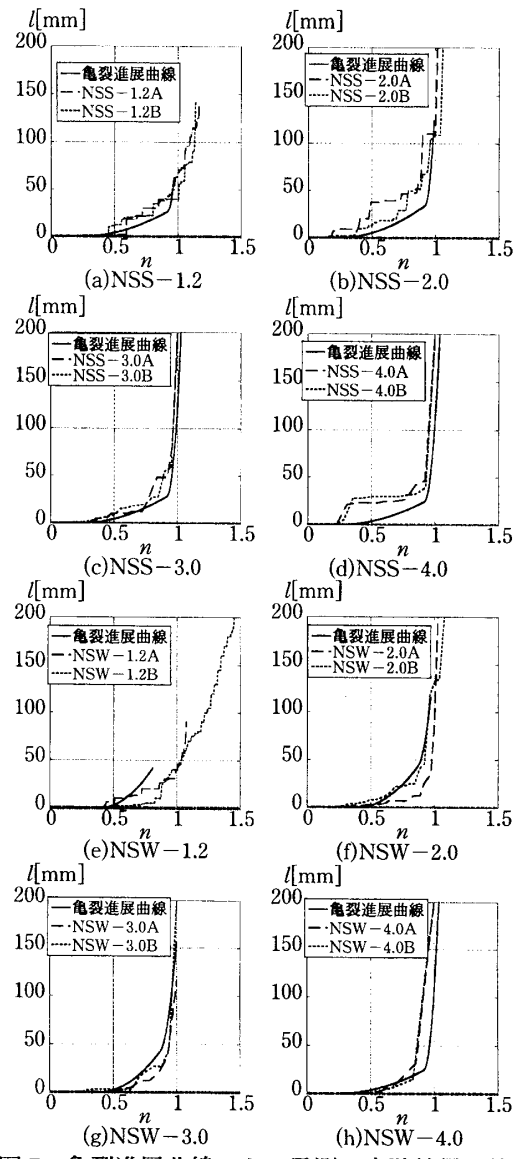 l[mm]
200
150
100
50
0
0 0.5 1 1.5
n
亀裂進展曲線
NSS-1.2A
NSS-1.2B
(a)NSS-1.2
l[mm]
200
150
100
50
0
0 0.5 1 1.5
n
亀裂進展曲線
NSS-2.0A
NSS-2.0B
(b)NSS-2.0
l[mm]
200
150
100
50
0
0 0.5 1 1.5
n
亀裂進展曲線
NSS-3.0A
NSS-3.0B
(c)NSS-3.0
l[mm]
200
150
100
50
0
0 0.5 1 1.5
n
亀裂進展曲線
NSS-4.0A
NSS-4.0B
(d)NSS-4.0
l[mm]
200
150
100
50
0
0 0.5 1 1.5
n
亀裂進展曲線
NSW-1.2A
NSW-1.2B
(e)NSW-1.2
l[mm]
200
150
100
50
0
0 0.5 1 1.5
n
亀裂進展曲線
NSW-2.0A
NSW-2.0B
(f)NSW-2.0
l[mm]
200
150
100
50
0
0 0.5 1 1.5
n
亀裂進展曲線
NSW-3.0A
NSW-3.0B
(g)NSW-3.0
l[mm]
200
150
100
50
0
0 0.5 1 1.5
n
亀裂進展曲線
NSW-4.0A
NSW-4.0B
(h)NSW-4.0